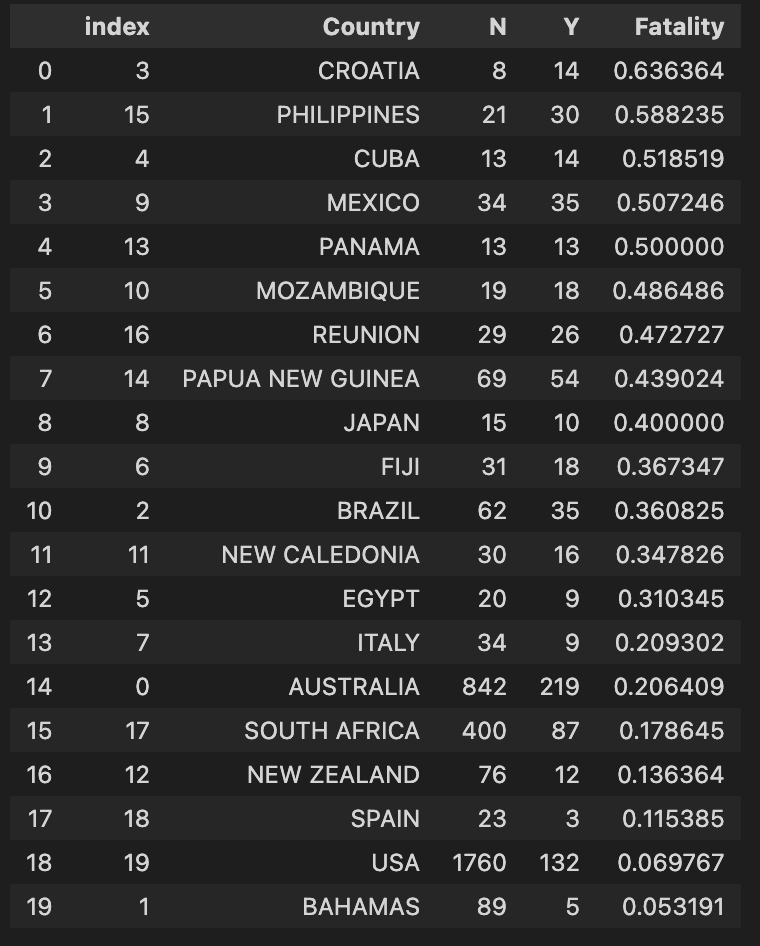 index Country N Y Fatality
0 3 CROATIA 8 14 0.636364
1 15 PHILIPPINES 21 30 0.588235
2 4 CUBA 13 14 0.518519
3 9 MEXICO 34 35 0.507246
4 13 PANAMA 13 13 0.500000
5 10 MOZAMBIQUE 19 18 0.486486
6 16 REUNION 29 26 0.472727
7 14 PAPUA NEW GUINEA 69 54 0.439024
8 8 JAPAN 15 10 0.400000
9 6 FIJI 31 18 0.367347
10 2 BRAZIL 62 35 0.360825
11 11 NEW CALEDONIA 30 16 0.347826
12 5 EGYPT 20 9 0.310345
13 7 ITALY 34 9 0.209302
14 0 AUSTRALIA 842 219 0.206409
15 17 SOUTH AFRICA 400 87 0.178645
16 12 NEW ZEALAND 76 12 0.136364
17 18 SPAIN 23 3 0.115385
18 19 USA 1760 132 0.069767
19 1 BAHAMAS 89 5 0.053191